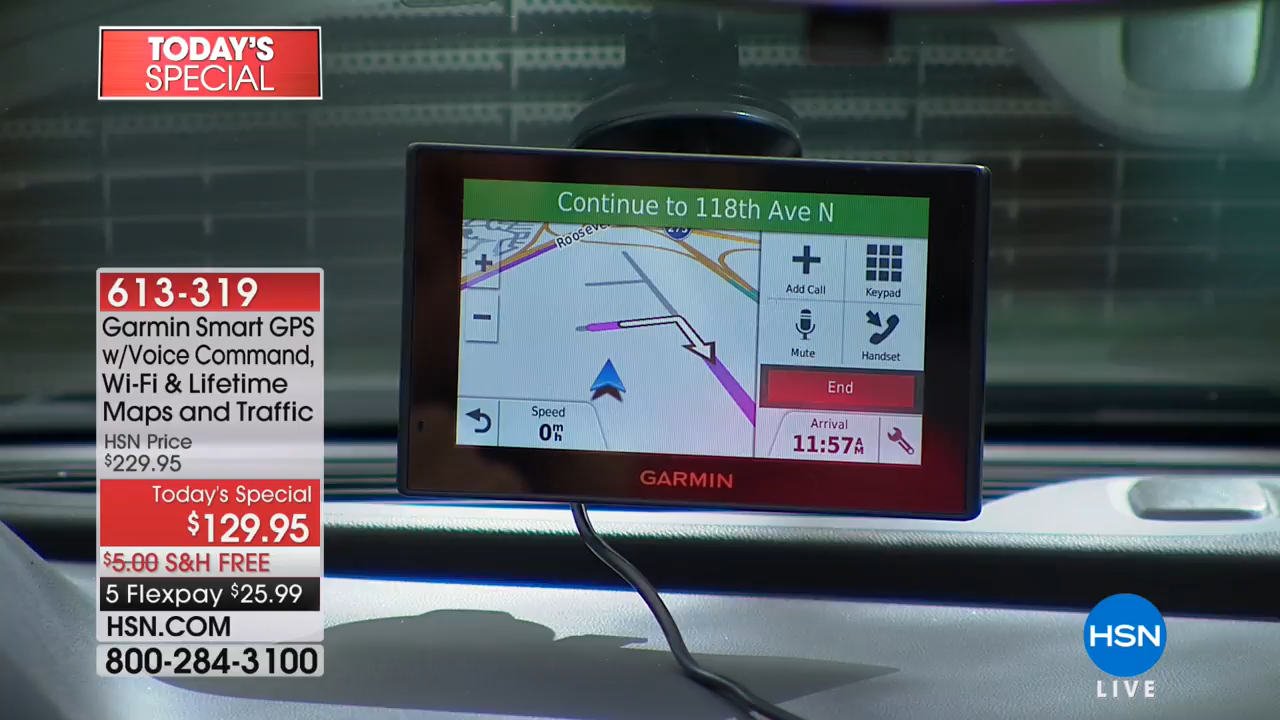 TODAY'S
SPECIAL
613-319
Garmin Smart GPS
w/Voice Command,
Wi-Fi & Lifetime
Maps and Traffic
HSN Price
$229.95
Today's Special
$129.95
$5.00 S&H FREE
5 Flexpay $25.99
HSN.COM
800-284-3100
Continue to 118th Ave N
+
-
Add Call
Keypad
Mute
Handset
End
Speed
0 mh
Arrival
11:57AM
GARMIN
HSN
LIVE